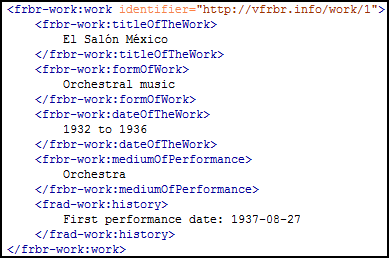 <frbr-work:work identifier="http://vfrbr.info/work/1">
<frbr-work:titleOfTheWork>
El Salón México
</frbr-work:titleOfTheWork>
<frbr-work:formOfWork>
Orchestral music
</frbr-work:formOfWork>
<frbr-work:dateOfTheWork>
1932 to 1936
</frbr-work:dateOfTheWork>
<frbr-work:mediumOfPerformance>
Orchestra
</frbr-work:mediumOfPerformance>
<frad-work:history>
First performance date: 1937-08-27
</frad-work:history>
</frbr-work:work>